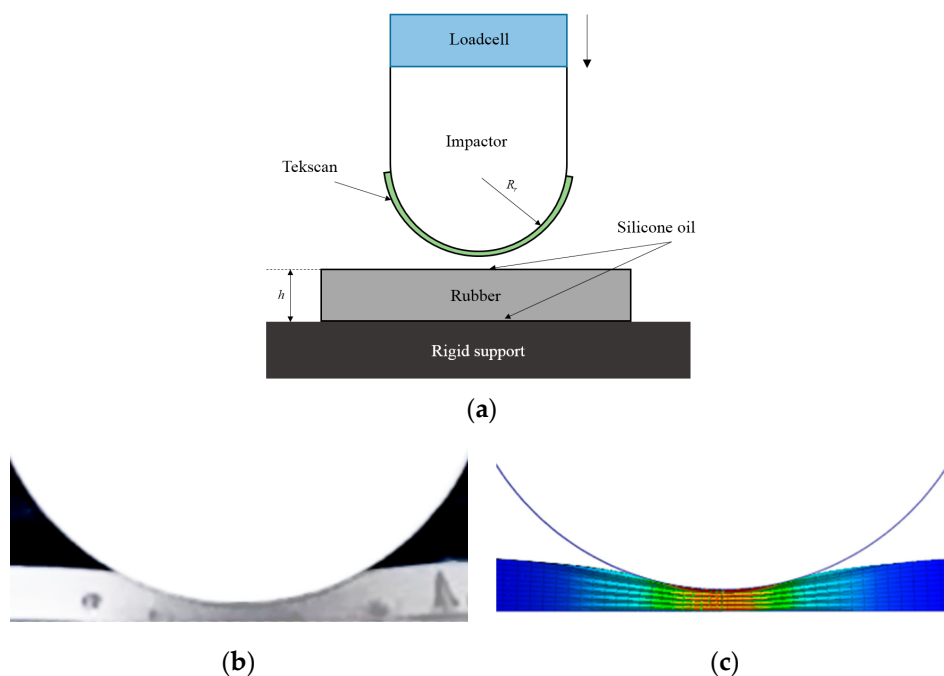 Loadcell
Impactor
Tekscan
Rr
Silicone oil
h
Rubber
Rigid support
(a)
(b)
(c)